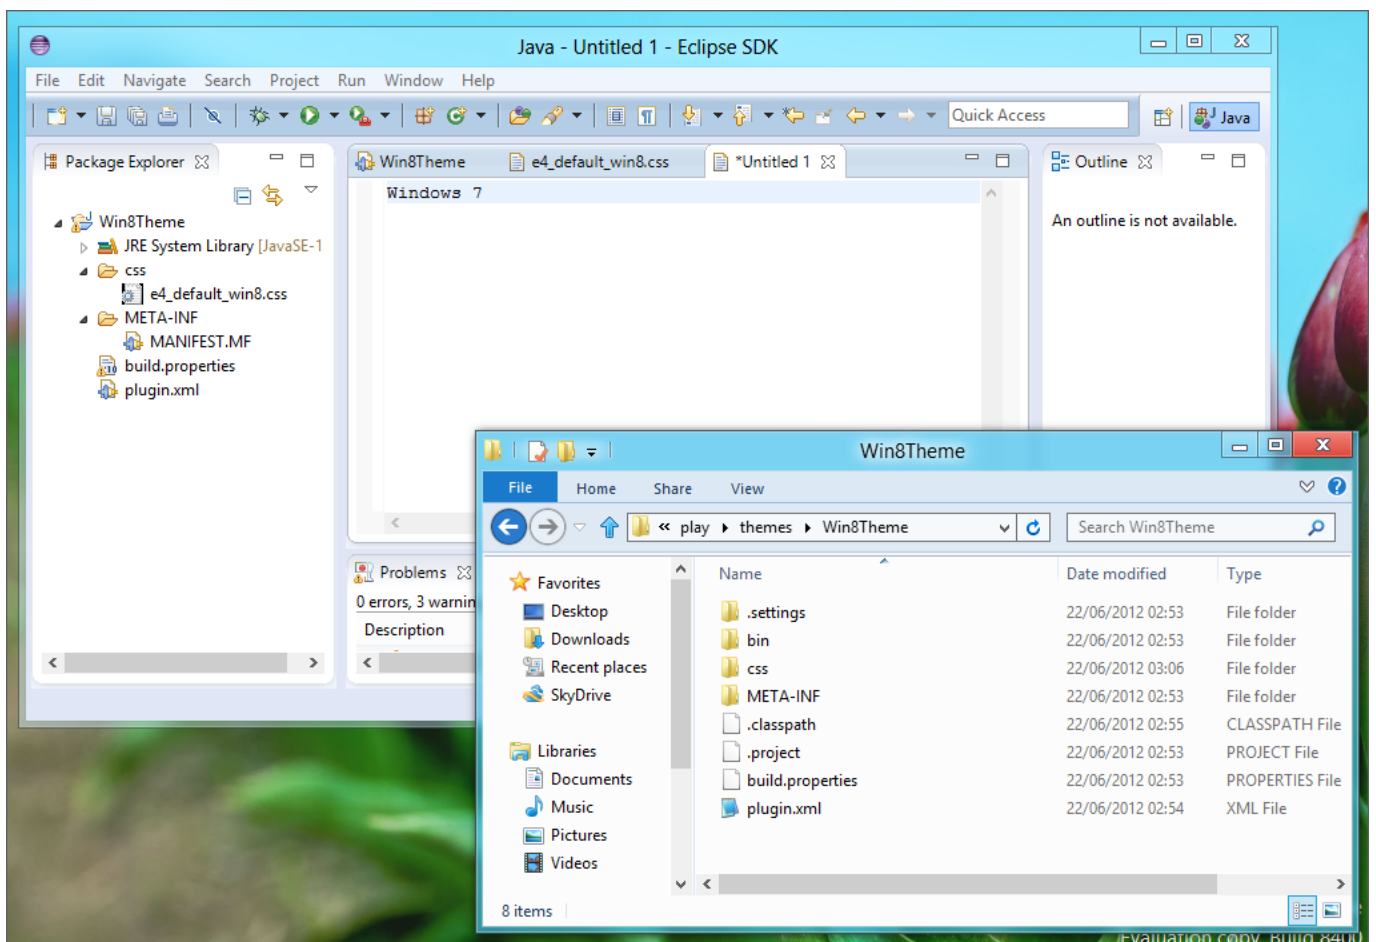 Java - Untitled 1 - Eclipse SDK
File Edit Navigate Search Project Run Window Help
Quick Access
Java
Package Explorer
Win8Theme
JRE System Library [JavaSE-1
css
e4_default_win8.css
META-INF
MANIFEST.MF
build.properties
plugin.xml
Win8Theme e4_default_win8.css *Untitled 1
Windows 7
Outline
An outline is not available.
Problems
0 errors, 3 warnin
Description
Win8Theme
File Home Share View
« play themes Win8Theme
Search Win8Theme
Favorites
Desktop
Downloads
Recent places
SkyDrive
Libraries
Documents
Music
Pictures
Videos
Name Date modified Type
.settings 22/06/2012 02:53 File folder
bin 22/06/2012 02:53 File folder
css 22/06/2012 03:06 File folder
META-INF 22/06/2012 02:53 File folder
.classpath 22/06/2012 02:55 CLASSPATH File
.project 22/06/2012 02:53 PROJECT File
build.properties 22/06/2012 02:53 PROPERTIES File
plugin.xml 22/06/2012 02:54 XML File
8 items
Evaluation copy. Build 8400